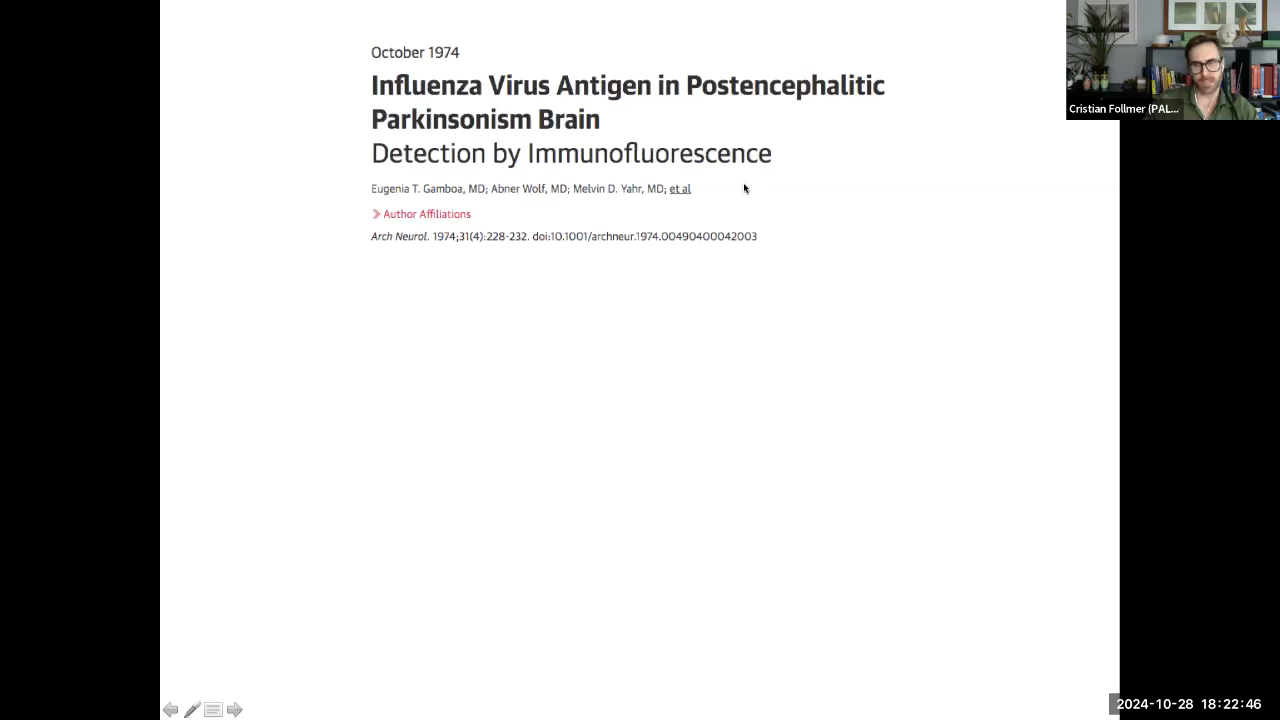 October 1974
Influenza Virus Antigen in Postencephalitic
Parkinsonism Brain
Detection by Immunofluorescence
Eugenia T. Gamboa, MD; Abner Wolf, MD; Melvin D. Yahr, MD; et al
Author Affiliations
Arch Neurol. 1974;31(4):228-232. doi:10.1001/archneur.1974.00490400042003
Cristian Follmer (PAL...
2024-10-28 18:22:46